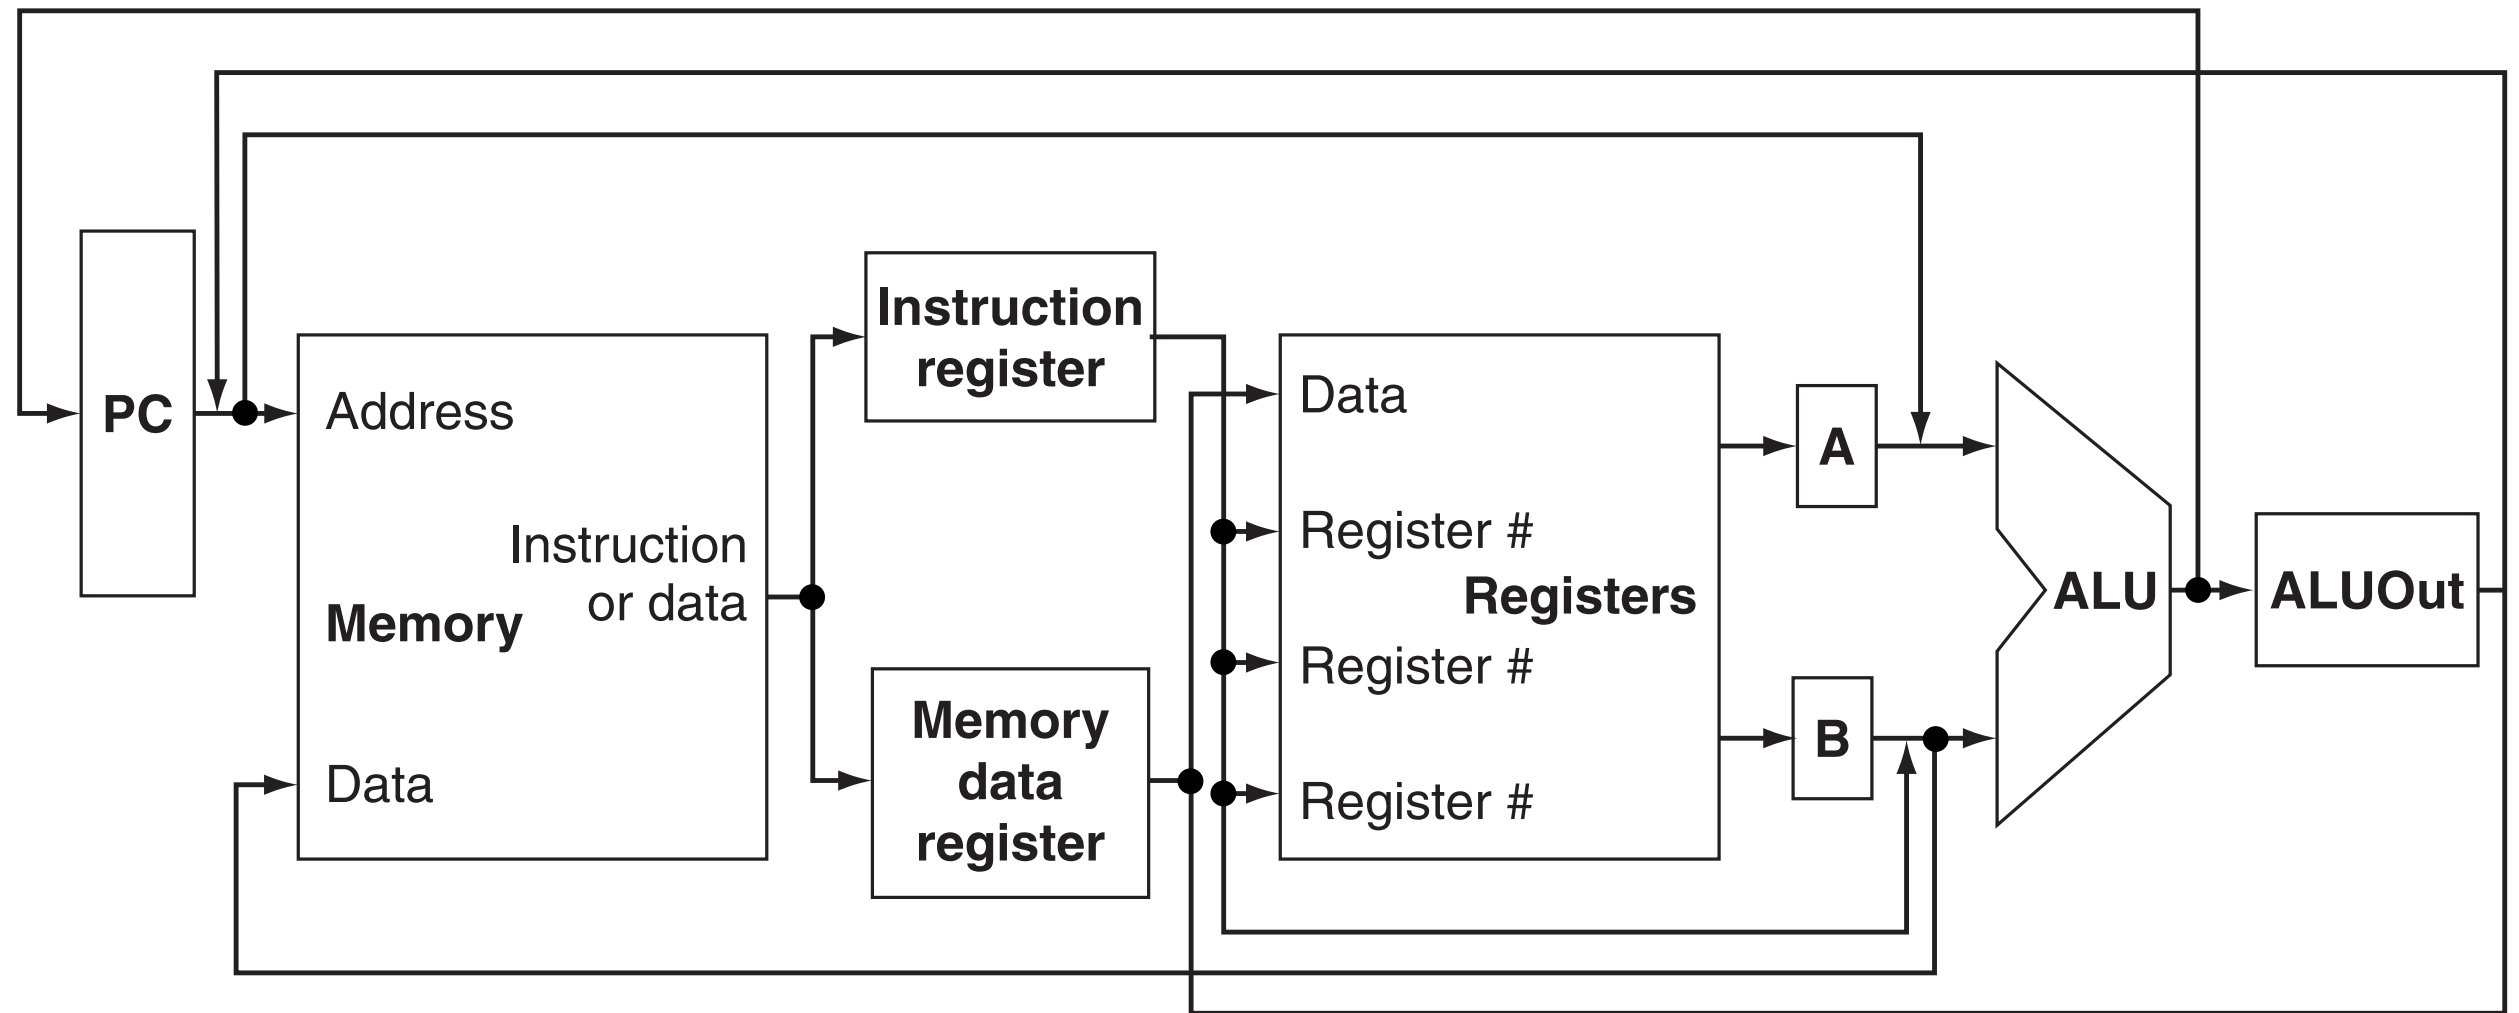 PC
Address
Instruction
or data
Memory
Data
Instruction
register
Memory
data
register
Data
Register #
Registers
Register #
Register #
A
B
ALU
ALUOut